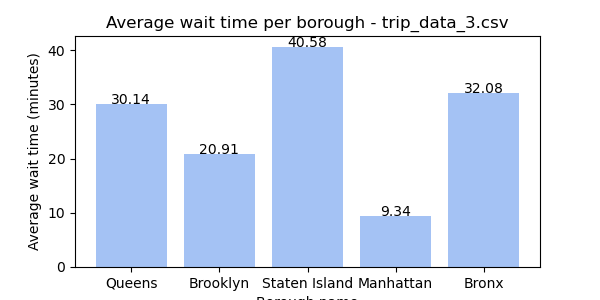 Average wait time per borough - trip_data_3.csv
Average wait time (minutes)
40
30
20
10
0
30.14
20.91
40.58
9.34
32.08
Queens Brooklyn Staten Island Manhattan Bronx
Borough name